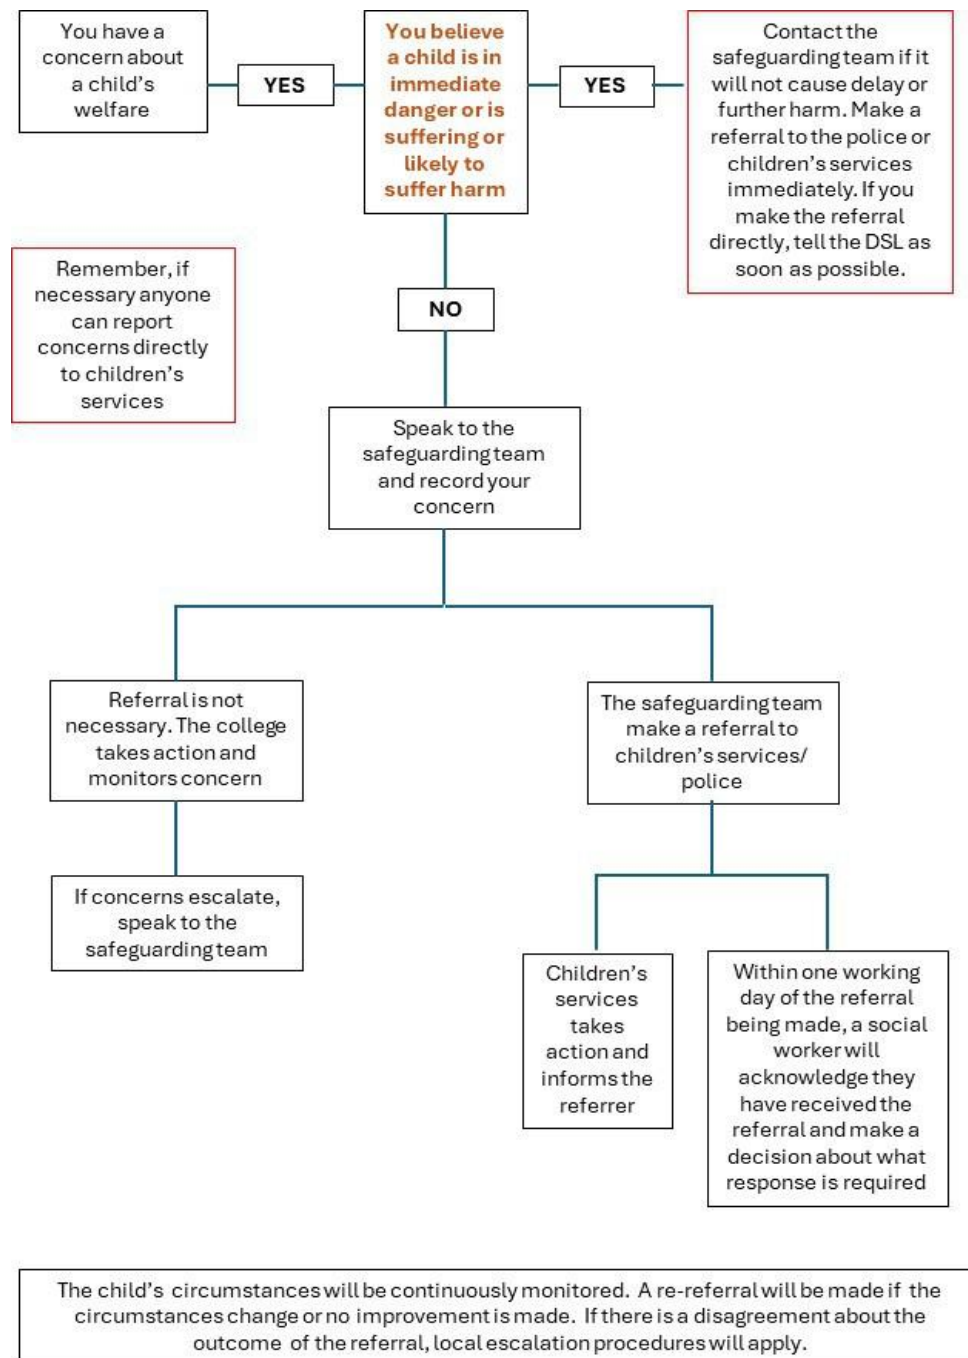 You have a
concern about
a child's
welfare
YES
You believe
a child is in
immediate
danger or is
suffering or
likely to
suffer harm
YES
Contact the
safeguarding team if it
will not cause delay or
further harm. Make a
referral to the police or
children's services
immediately. If you
make the referral
directly, tell the DSL as
soon as possible.
Remember, if
necessary anyone
can report
concerns directly
to children's
services
NO
Speak to the
safeguarding team
and record your
concern
Referral is not
necessary. The college
takes action and
monitors concern
The safeguarding team
make a referral to
children's services/
police
If concerns escalate,
speak to the
safeguarding team
Children's
services
takes
action and
informs the
referrer
Within one working
day of the referral
being made, a social
worker will
acknowledge they
have received the
referral and make a
decision about what
response is required
The child's circumstances will be continuously monitored. A re-referral will be made if the
circumstances change or no improvement is made. If there is a disagreement about the
outcome of the referral, local escalation procedures will apply.